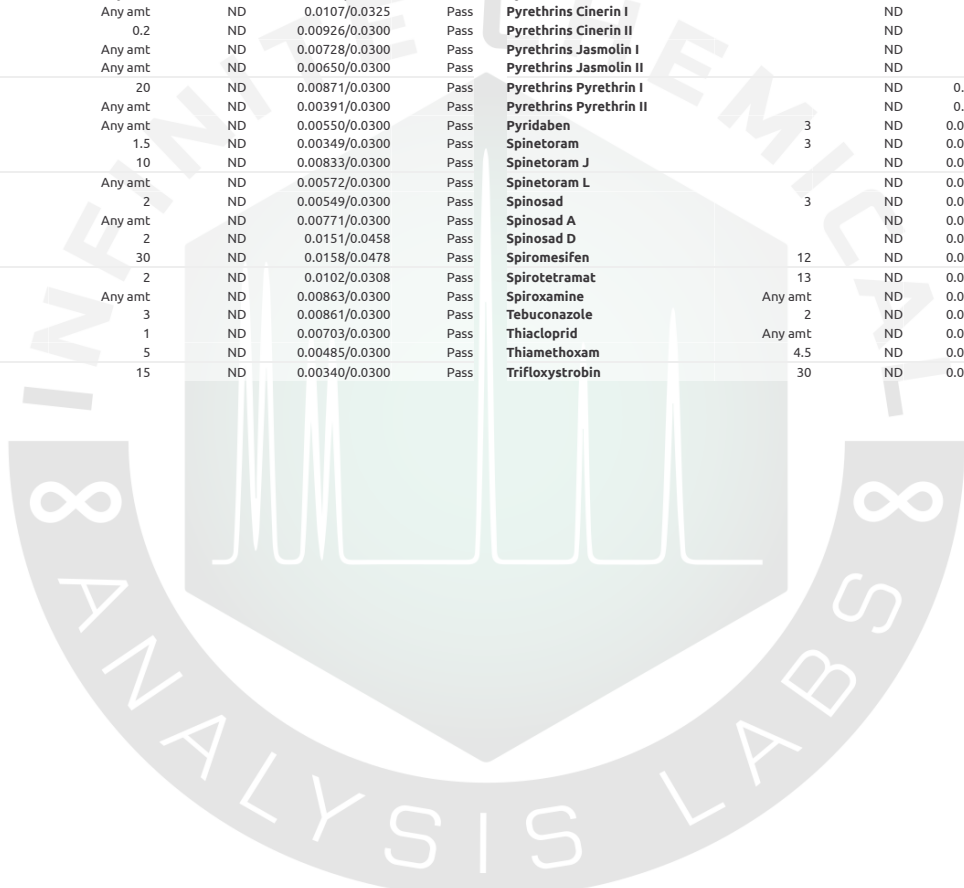 Any amt ND 0.0107/0.0325 Pass Pyrethrins Cinerin I ND
0.2 ND 0.00926/0.0300 Pass Pyrethrins Cinerin II ND
Any amt ND 0.00728/0.0300 Pass Pyrethrins Jasmolin I ND
Any amt ND 0.00650/0.0300 Pass Pyrethrins Jasmolin II ND
20 ND 0.00871/0.0300 Pass Pyrethrins Pyrethrin I ND 0.
Any amt ND 0.00391/0.0300 Pass Pyrethrins Pyrethrin II ND 0.
Any amt ND 0.00550/0.0300 Pass Pyridaben 3 ND 0.0
1.5 ND 0.00349/0.0300 Pass Spinetoram 3 ND 0.0
10 ND 0.00833/0.0300 Pass Spinetoram J ND 0.0
Any amt ND 0.00572/0.0300 Pass Spinetoram L ND 0.0
2 ND 0.00549/0.0300 Pass Spinosad 3 ND 0.0
Any amt ND 0.00771/0.0300 Pass Spinosad A ND 0.0
2 ND 0.0151/0.0458 Pass Spinosad D ND 0.0
30 ND 0.0158/0.0478 Pass Spiromesifen 12 ND 0.0
2 ND 0.0102/0.0308 Pass Spirotetramat 13 ND 0.0
Any amt ND 0.00863/0.0300 Pass Spiroxamine Any amt ND 0.0
3 ND 0.00861/0.0300 Pass Tebuconazole 2 ND 0.0
1 ND 0.00703/0.0300 Pass Thiacloprid Any amt ND 0.0
5 ND 0.00485/0.0300 Pass Thiamethoxam 4.5 ND 0.0
15 ND 0.00340/0.0300 Pass Trifloxystrobin 30 ND 0.0
INFINITE CHEMICAL
∞ ANALYSIS LABS ∞